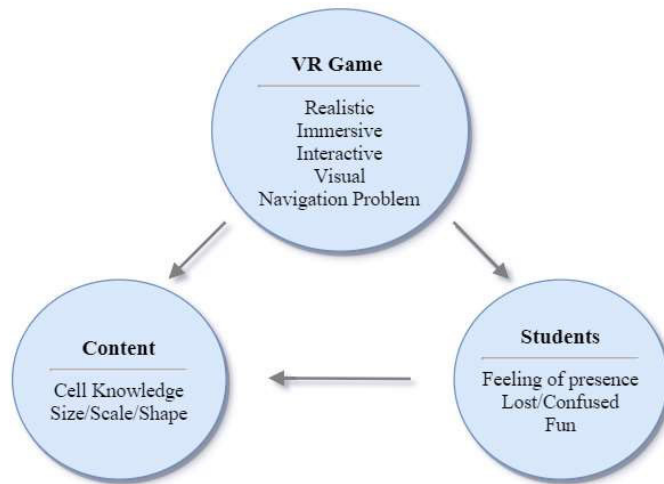 VR Game
Realistic
Immersive
Interactive
Visual
Navigation Problem
Content
Cell Knowledge
Size/Scale/Shape
Students
Feeling of presence
Lost/Confused
Fun